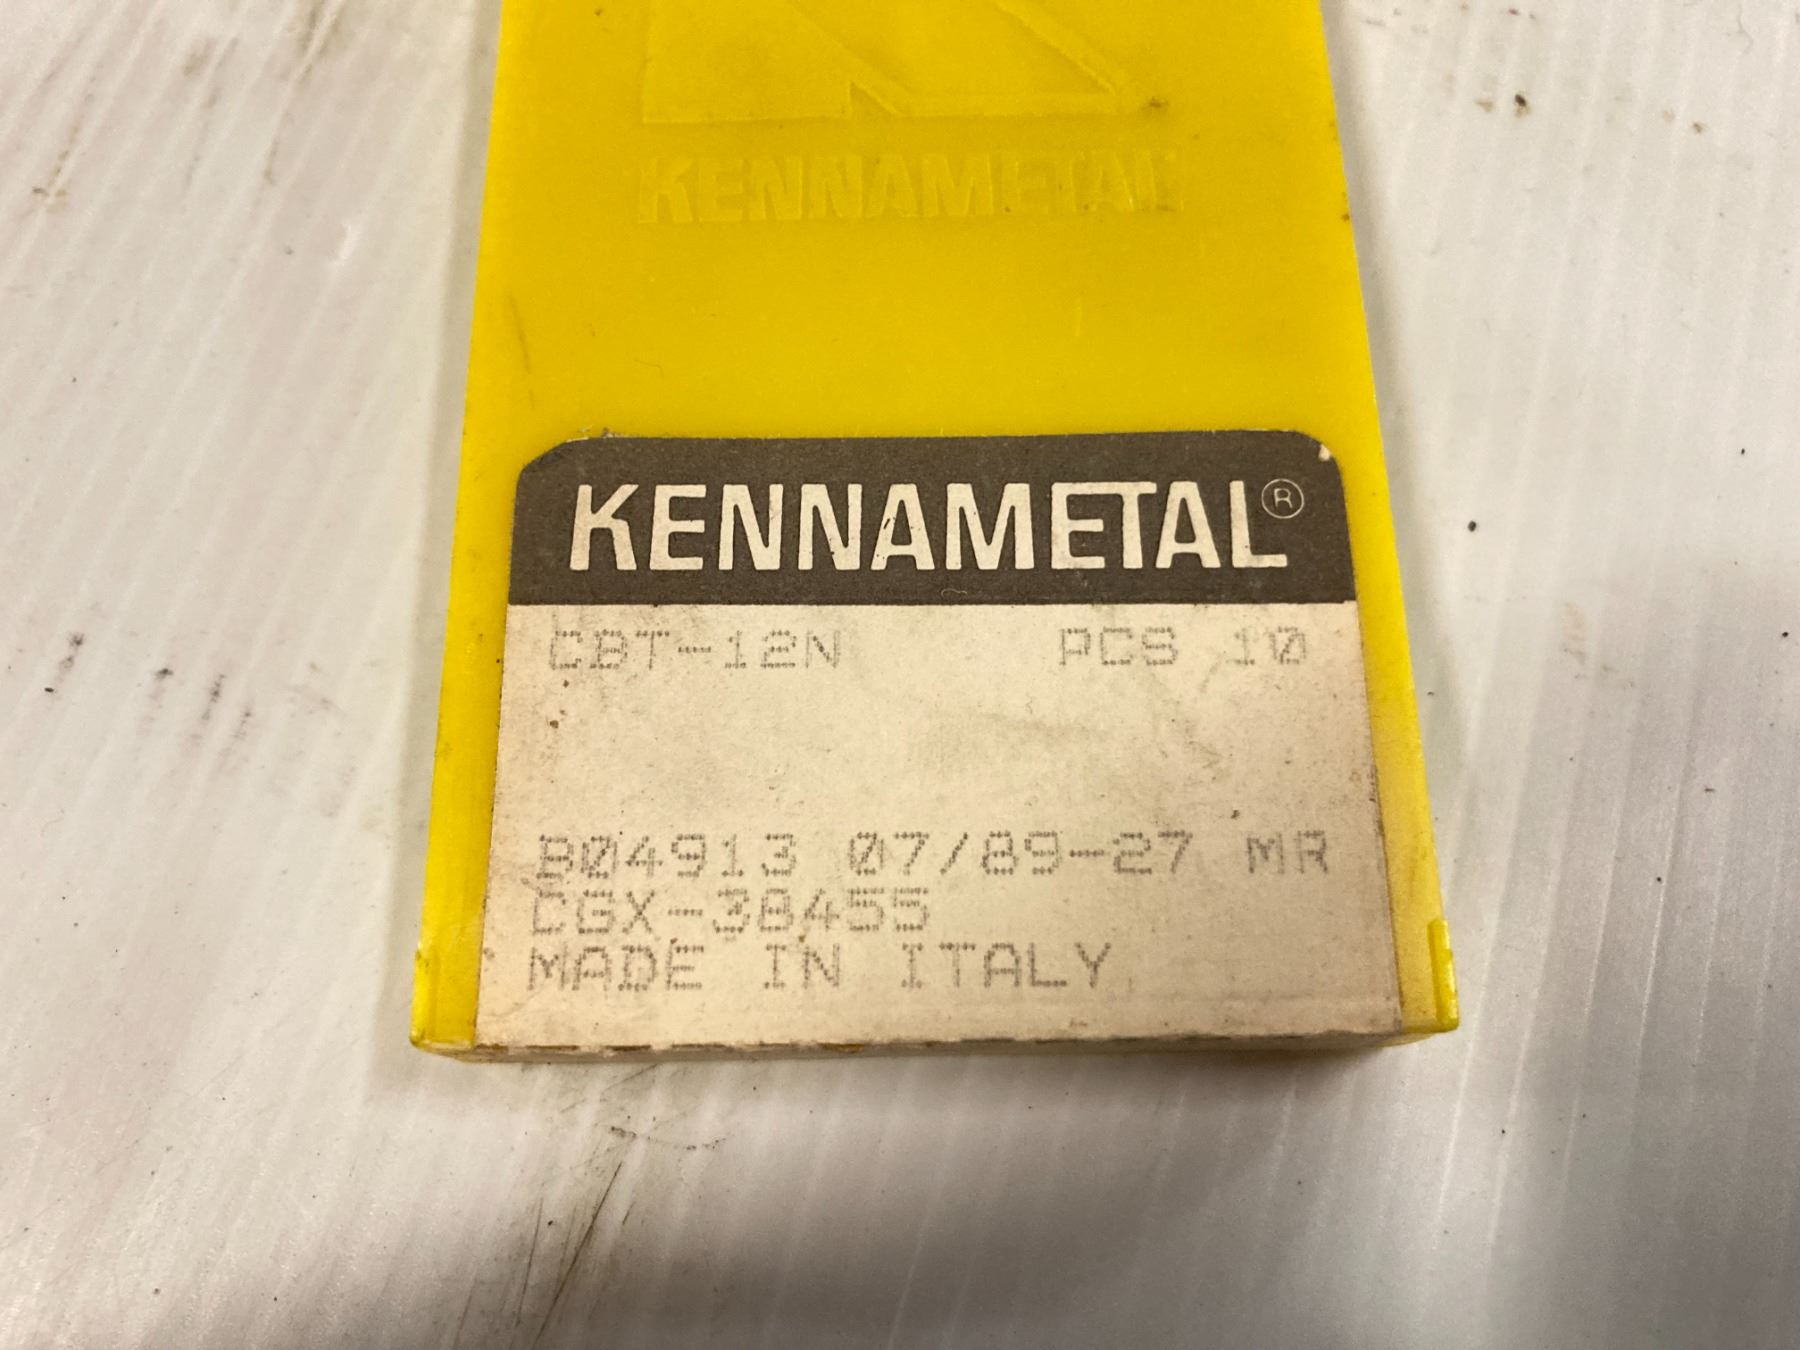 KENNAMETAL
KENNAMETAL®
CBT-12N PCS 10
B04913 07/89-27 MR
CGX-38455
MADE IN ITALY